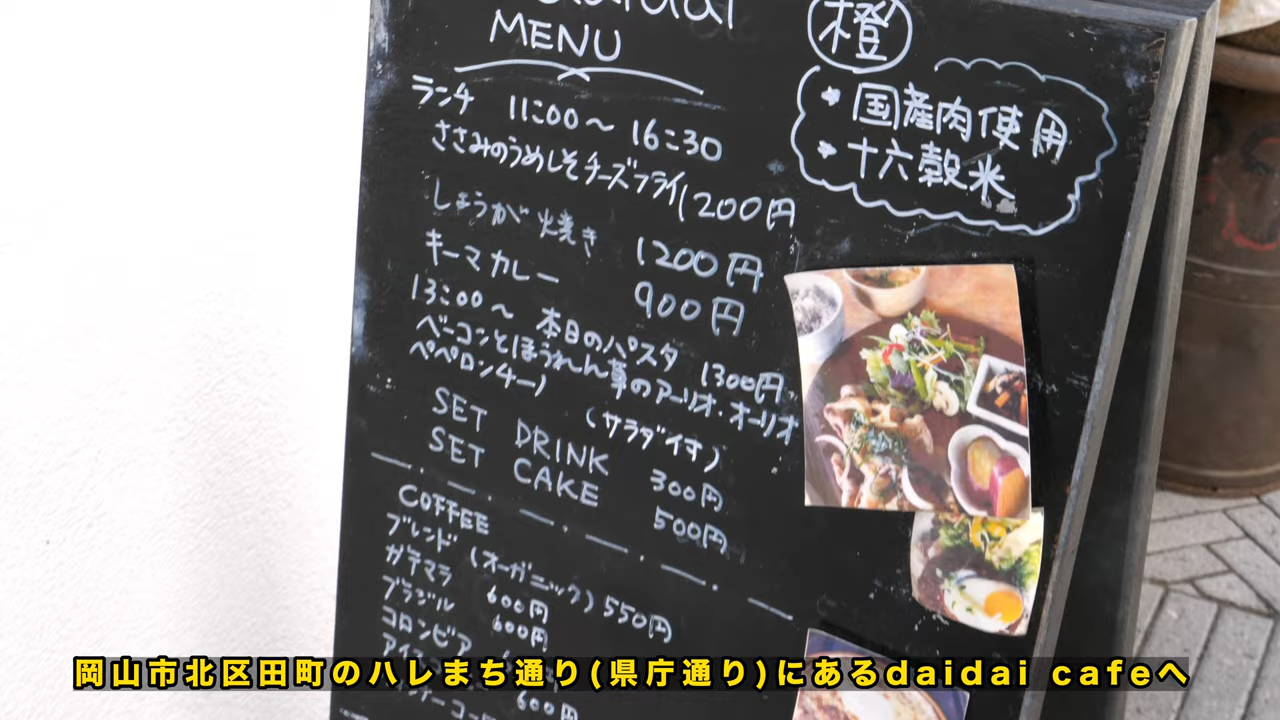 daidai
MENU
橙
★国産肉使用
★十六穀米
ランチ 11:00〜16:30
ささみのうめしそチーズフライ 1200円
しょうが焼き 1200円
キーマカレー 900円
13:00〜 本日のパスタ 1300円
ベーコンとほうれん草のアーリオ・オーリオ
ペペロンチーノ
(サラダ付)
SET DRINK 300円
SET CAKE 500円
COFFEE
ブレンド (オーガニック) 550円
ガテマラ 600円
ブラジル 600円
コロンビア
600円
岡山市北区田町のハレまち通り(県庁通り)にあるdaidai cafeへ